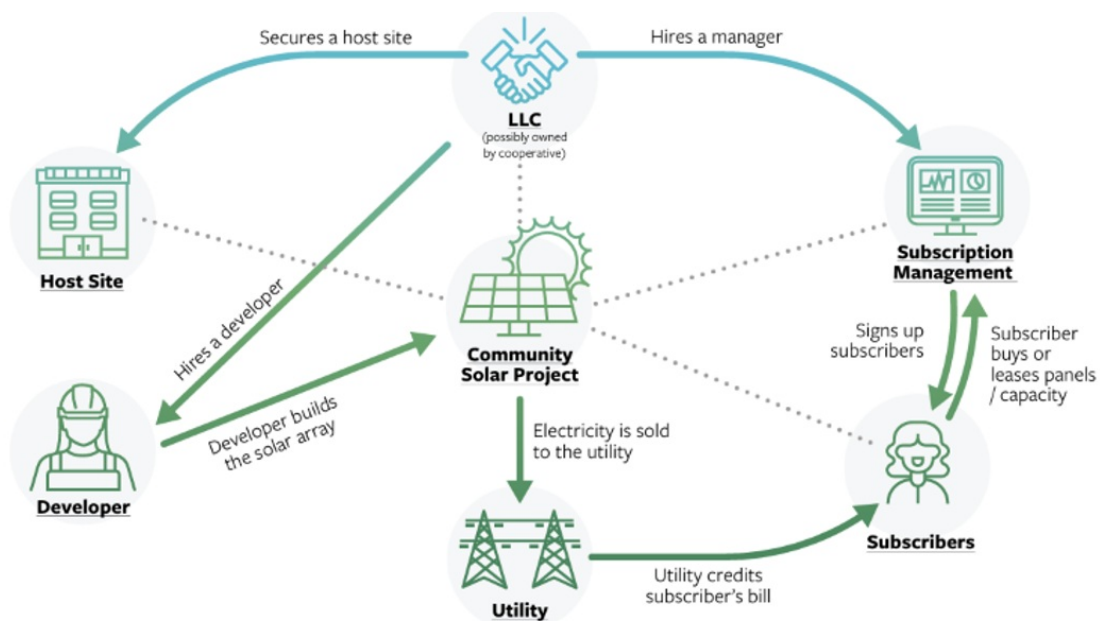 Secures a host site
Hires a manager
LLC
(possibly owned
by cooperative)
Host Site
Subscription
Management
Hires a developer
Community
Solar Project
Signs up
subscribers
Subscriber
buys or
leases panels
/ capacity
Developer builds
the solar array
Electricity is sold
to the utility
Developer
Subscribers
Utility credits
subscriber's bill
Utility